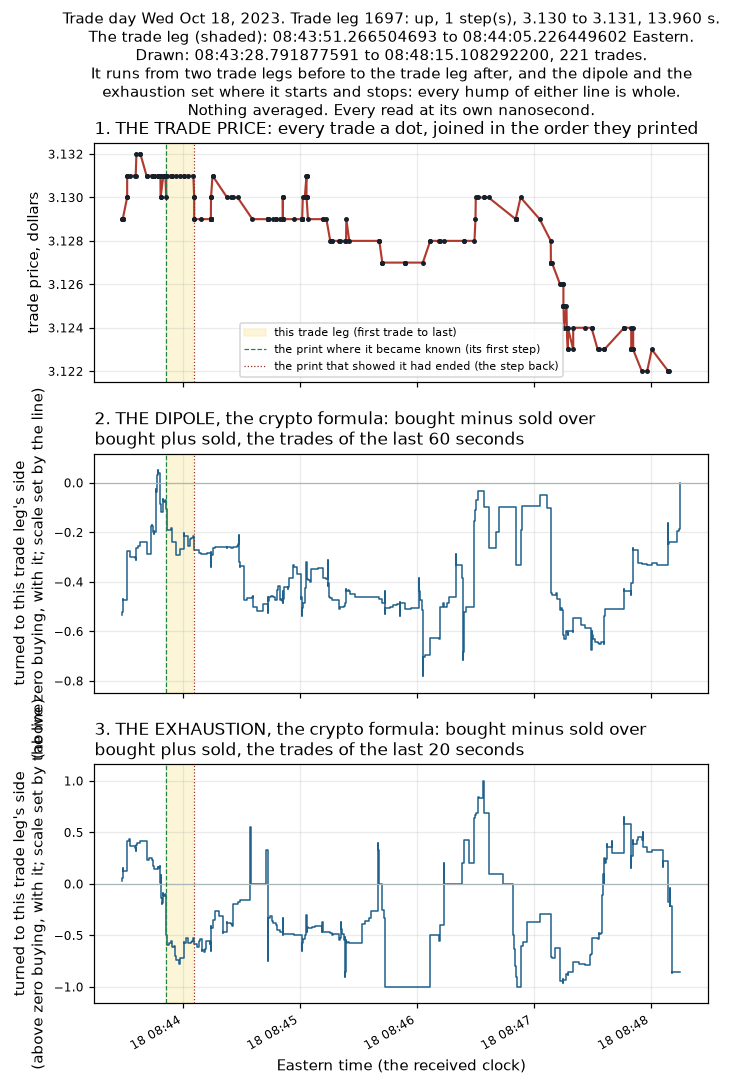 Trade day Wed Oct 18, 2023. Trade leg 1697: up, 1 step(s), 3.130 to 3.131, 13.960 s.
The trade leg (shaded): 08:43:51.266504693 to 08:44:05.226449602 Eastern.
Drawn: 08:43:28.791877591 to 08:48:15.108292200, 221 trades.
It runs from two trade legs before to the trade leg after, and the dipole and the
exhaustion set where it starts and stops: every hump of either line is whole.
Nothing averaged. Every read at its own nanosecond.
1. THE TRADE PRICE: every trade a dot, joined in the order they printed
trade price, dollars
3.132
3.130
3.128
3.126
3.124
3.122
this trade leg (first trade to last)
the print where it became known (its first step)
the print that showed it had ended (the step back)
2. THE DIPOLE, the crypto formula: bought minus sold over
bought plus sold, the trades of the last 60 seconds
turned to this trade leg's side
(above zero buying, with it; scale set by the line)
0.0
−0.2
−0.4
−0.6
−0.8
3. THE EXHAUSTION, the crypto formula: bought minus sold over
bought plus sold, the trades of the last 20 seconds
turned to this trade leg's side
(above zero buying, with it; scale set by the line)
1.0
0.5
0.0
−0.5
−1.0
18 08:44
18 08:45
18 08:46
18 08:47
18 08:48
Eastern time (the received clock)